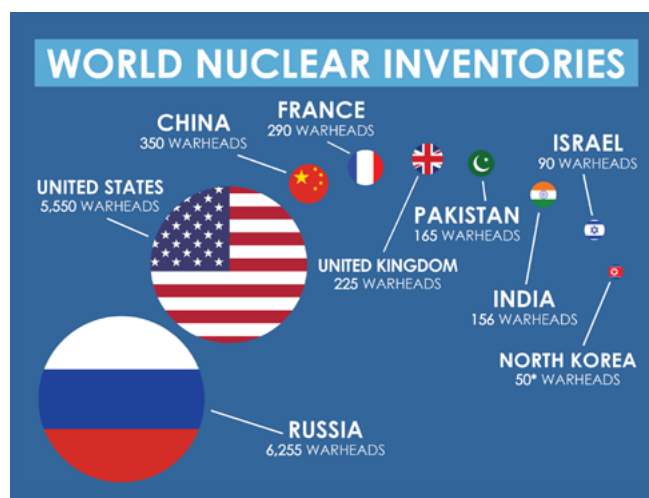 WORLD NUCLEAR INVENTORIES
FRANCE
290 WARHEADS
CHINA
350 WARHEADS
ISRAEL
90 WARHEADS
UNITED STATES
5,550 WARHEADS
PAKISTAN
165 WARHEADS
UNITED KINGDOM
225 WARHEADS
INDIA
156 WARHEADS
NORTH KOREA
50* WARHEADS
RUSSIA
6,255 WARHEADS